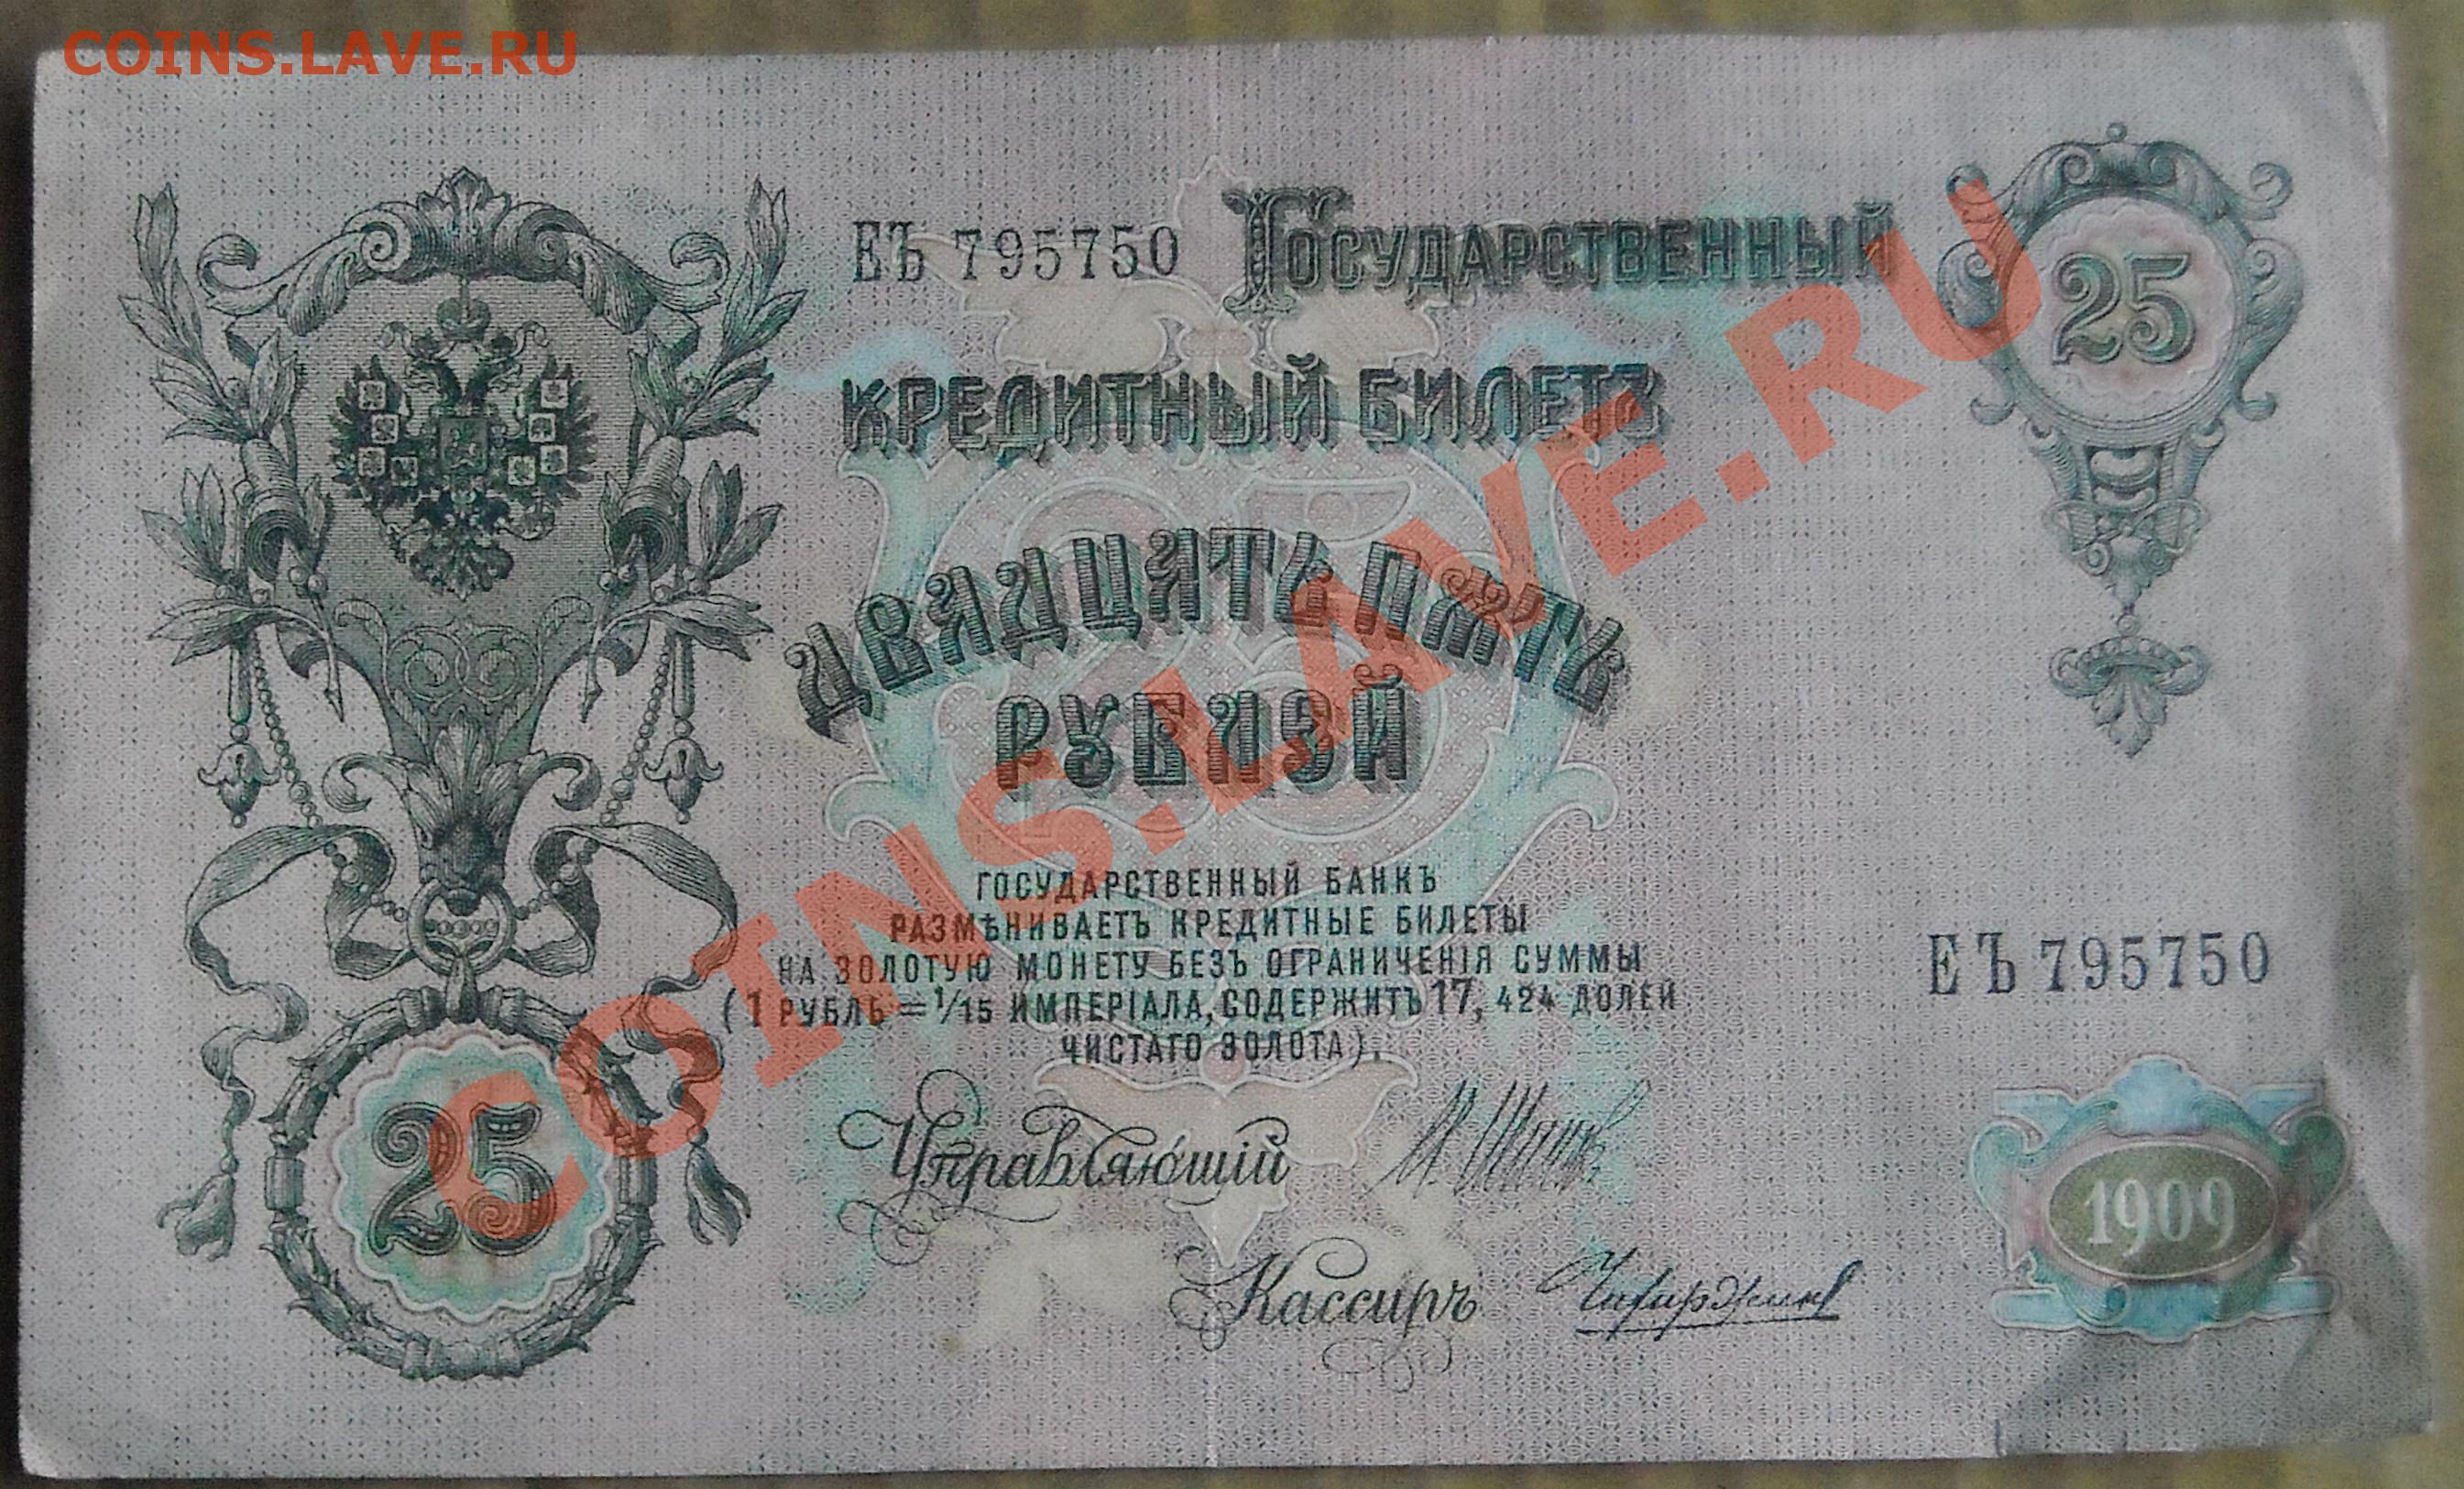 COINS.LAVE.RU
ЕЪ 795750 ГОСУДАРСТВЕННЫЙ
25
КРЕДИТНЫЙ БИЛЕТЪ
ДВАДЦАТЬ ПЯТЬ
РУБЛЕЙ
COINS.LAVE.RU
ГОСУДАРСТВЕННЫЙ БАНКЪ
РАЗМѢНИВАЕТЪ КРЕДИТНЫЕ БИЛЕТЫ
НА ЗОЛОТУЮ МОНЕТУ БЕЗЪ ОГРАНИЧЕНІЯ СУММЫ
(1 РУБЛЬ = 1/15 ИМПЕРІАЛА, СОДЕРЖИТЪ 17, 424 ДОЛЕЙ
ЧИСТАГО ЗОЛОТА).
ЕЪ 795750
25
Управляющій
Кассиръ
1909